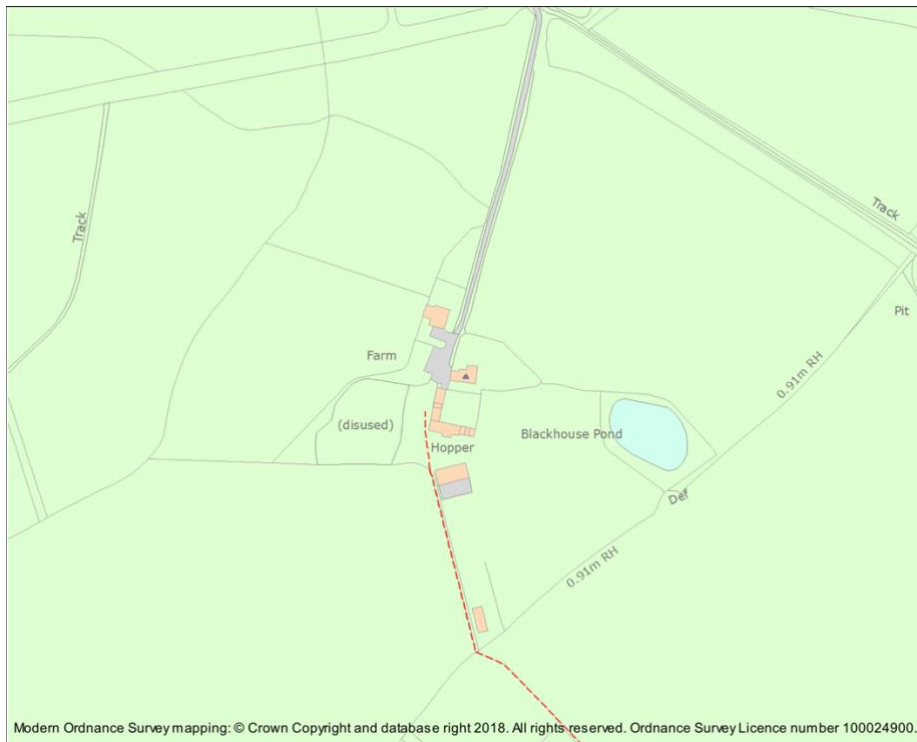 Track
Track
Pit
Farm
0.91m RH
(disused)
Blackhouse Pond
Hopper
Def
0.91m RH
Modern Ordnance Survey mapping: © Crown Copyright and database right 2018. All rights reserved. Ordnance Survey Licence number 100024900.